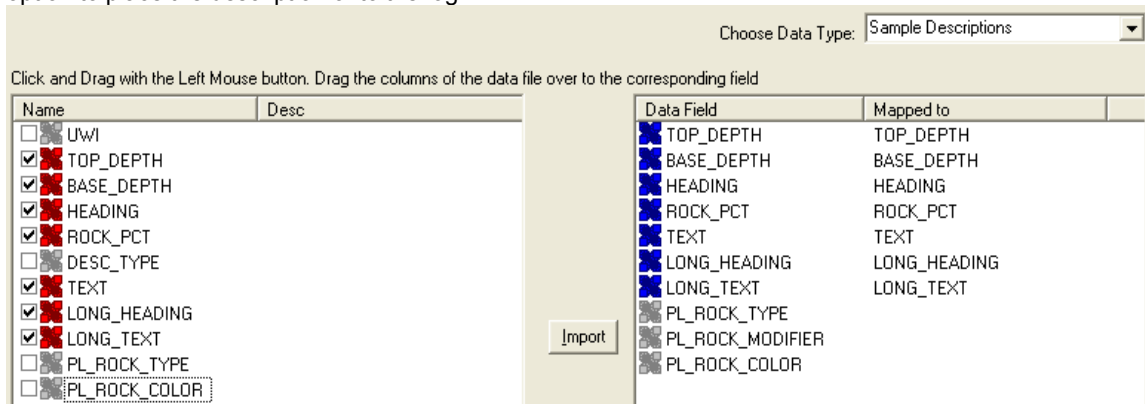 Choose Data Type: Sample Descriptions
Click and Drag with the Left Mouse button. Drag the columns of the data file over to the corresponding field
Name Desc
UWI
TOP_DEPTH
BASE_DEPTH
HEADING
ROCK_PCT
DESC_TYPE
TEXT
LONG_HEADING
LONG_TEXT
PL_ROCK_TYPE
PL_ROCK_COLOR
Import
Data Field Mapped to
TOP_DEPTH TOP_DEPTH
BASE_DEPTH BASE_DEPTH
HEADING HEADING
ROCK_PCT ROCK_PCT
TEXT TEXT
LONG_HEADING LONG_HEADING
LONG_TEXT LONG_TEXT
PL_ROCK_TYPE
PL_ROCK_MODIFIER
PL_ROCK_COLOR